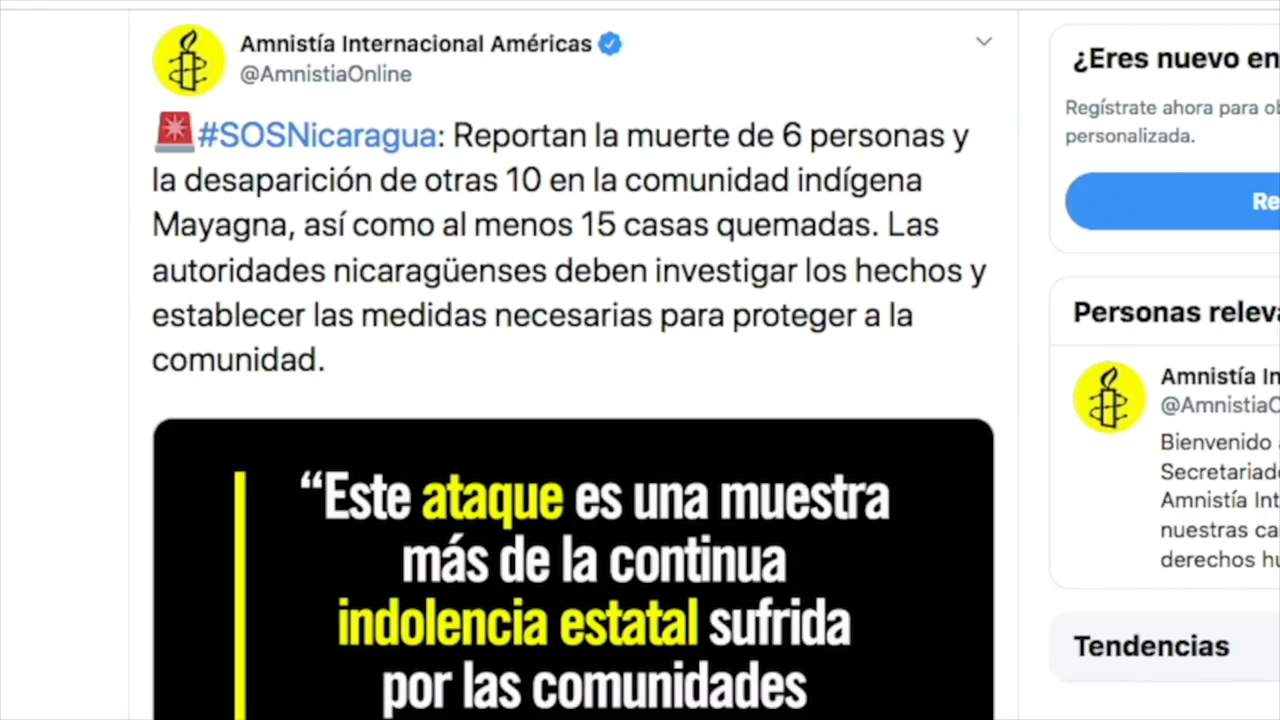 Amnistía Internacional Américas
@AmnistiaOnline
#SOSNicaragua: Reportan la muerte de 6 personas y
la desaparición de otras 10 en la comunidad indígena
Mayagna, así como al menos 15 casas quemadas. Las
autoridades nicaragüenses deben investigar los hechos y
establecer las medidas necesarias para proteger a la
comunidad.
“Este ataque es una muestra
más de la continua
indolencia estatal sufrida
por las comunidades
¿Eres nuevo en
Regístrate ahora para ob
personalizada.
Re
Personas releva
Amnistía In
@AmnistiaO
Bienvenido a
Secretariado
Amnistía Int
nuestras ca
derechos hu
Tendencias